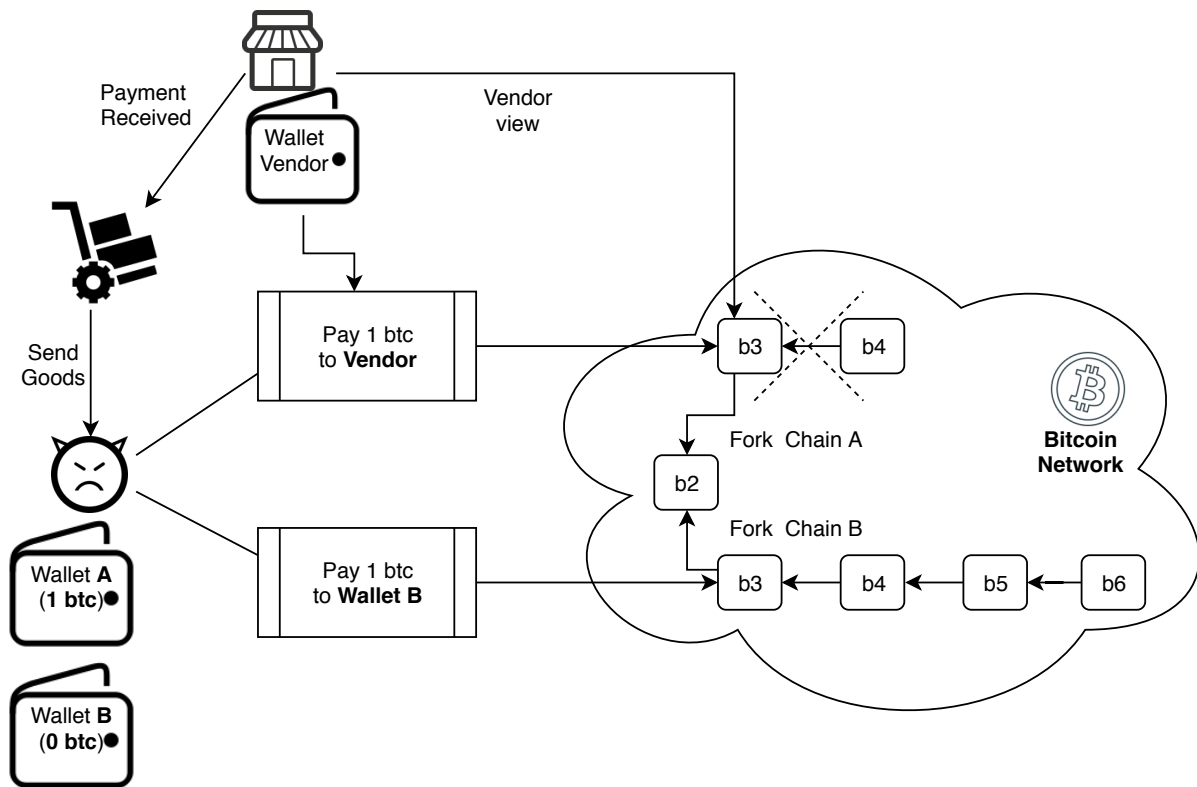 Payment
Received
Vendor
view
Wallet
Vendor
Send
Goods
Pay 1 btc
to Vendor
b3
b4
Fork Chain A
Bitcoin
Network
b2
Fork Chain B
Pay 1 btc
to Wallet B
b3
b4
b5
b6
Wallet A
(1 btc)
Wallet B
(0 btc)